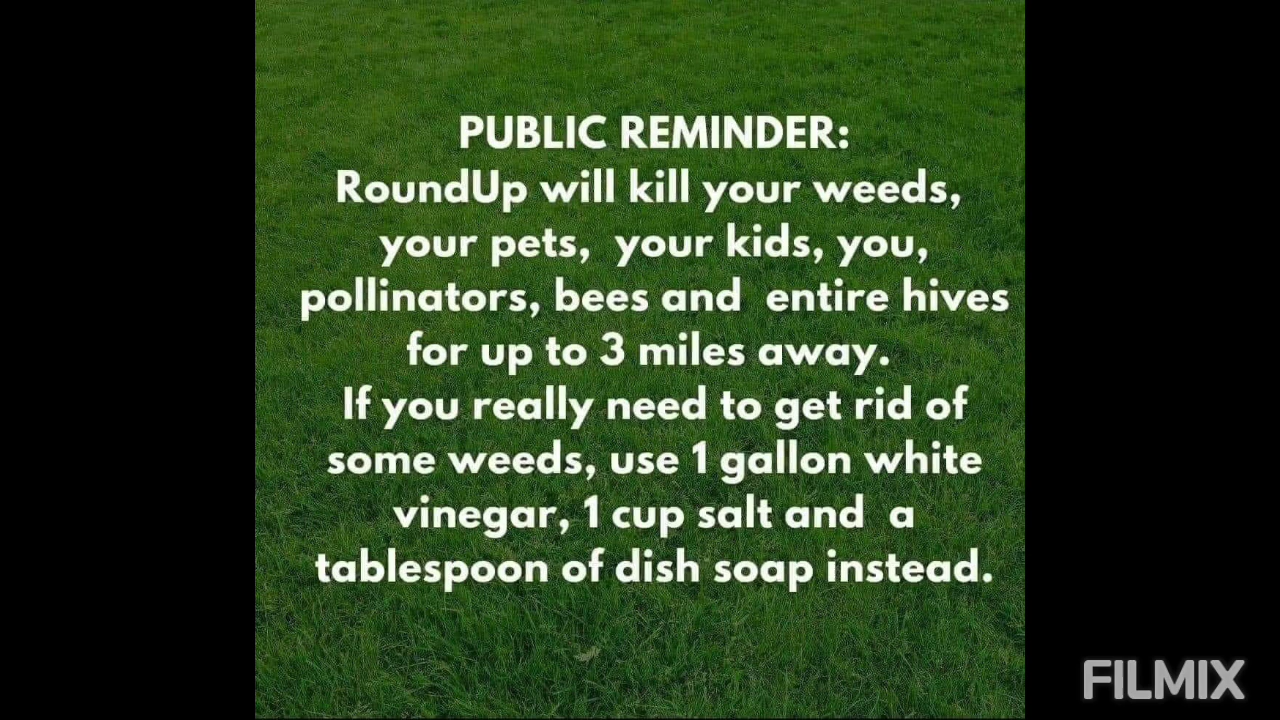 PUBLIC REMINDER:
RoundUp will kill your weeds,
your pets, your kids, you,
pollinators, bees and entire hives
for up to 3 miles away.
If you really need to get rid of
some weeds, use 1 gallon white
vinegar, 1 cup salt and a
tablespoon of dish soap instead.
FILMIX